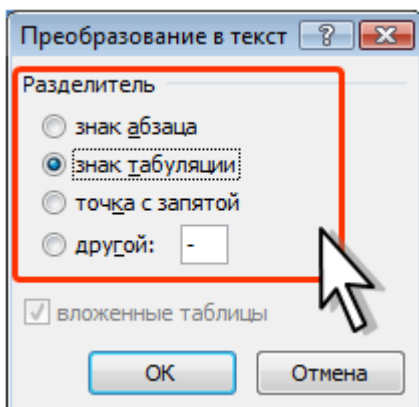 Преобразование в текст ?
Разделитель
знак абзаца
знак табуляции
точка с запятой
другой: -
вложенные таблицы
ОК Отмена